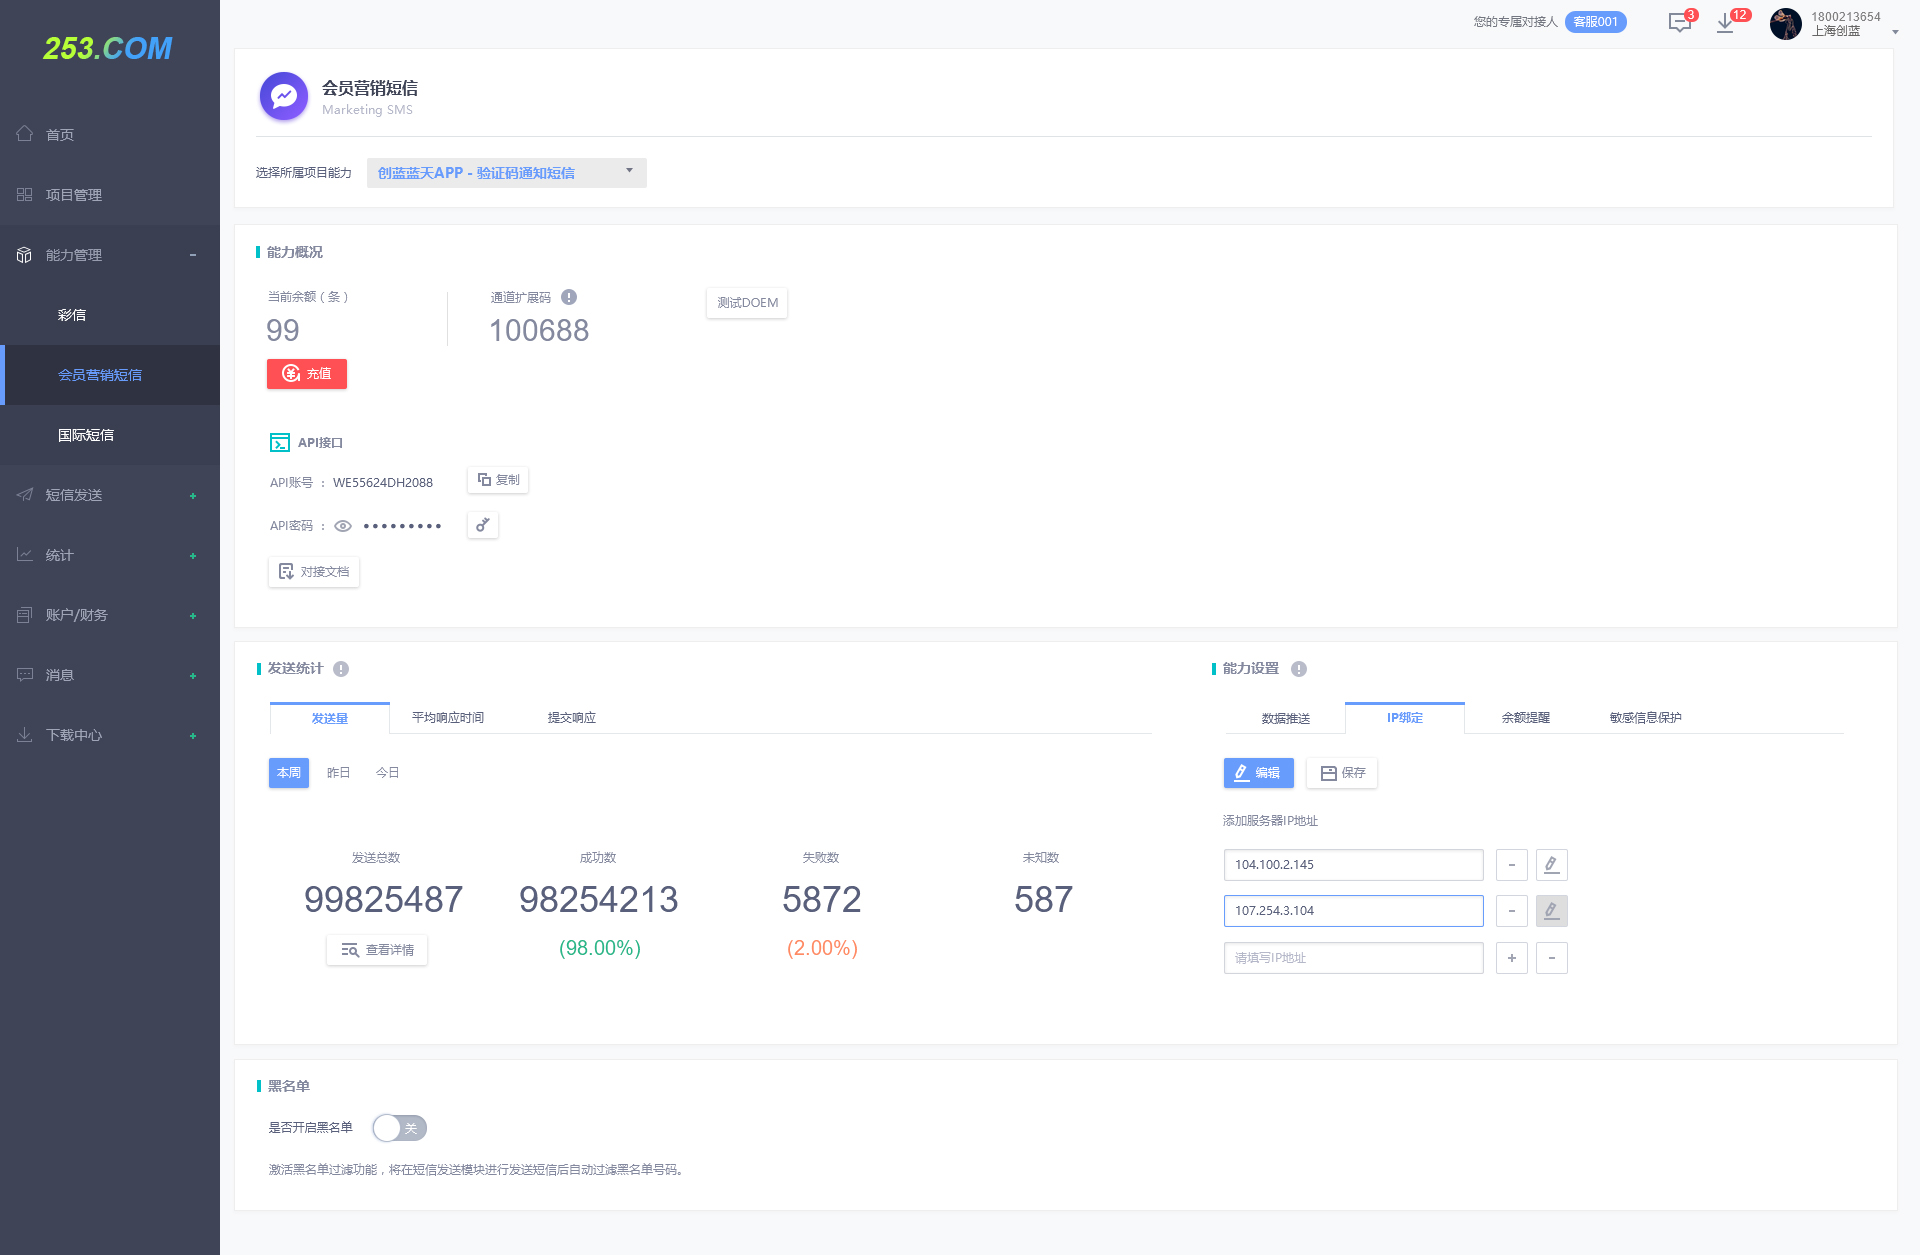 253.COM
首页
项目管理
能力管理 -
彩信
会员营销短信
国际短信
短信发送 +
统计 +
账户/财务 +
消息 +
下载中心 +
您的专属对接人 客服001 3 12 1800213654
上海创蓝
会员营销短信
Marketing SMS
选择所属项目能力 创蓝蓝天APP - 验证码通知短信
能力概况
当前余额（条） 通道扩展码 测试DOEM
99 100688
充值
API接口
API账号 ： WE55624DH2088 复制
API密码 ： •••••••••
对接文档
发送统计
发送量 平均响应时间 提交响应
本周 昨日 今日
发送总数 成功数 失败数 未知数
99825487 98254213 5872 587
查看详情 (98.00%) (2.00%)
能力设置
数据推送 IP绑定 余额提醒 敏感信息保护
编辑 保存
添加服务器IP地址
104.100.2.145 -
107.254.3.104 -
请填写IP地址 + -
黑名单
是否开启黑名单 关
激活黑名单过滤功能，将在短信发送模块进行发送短信后自动过滤黑名单号码。